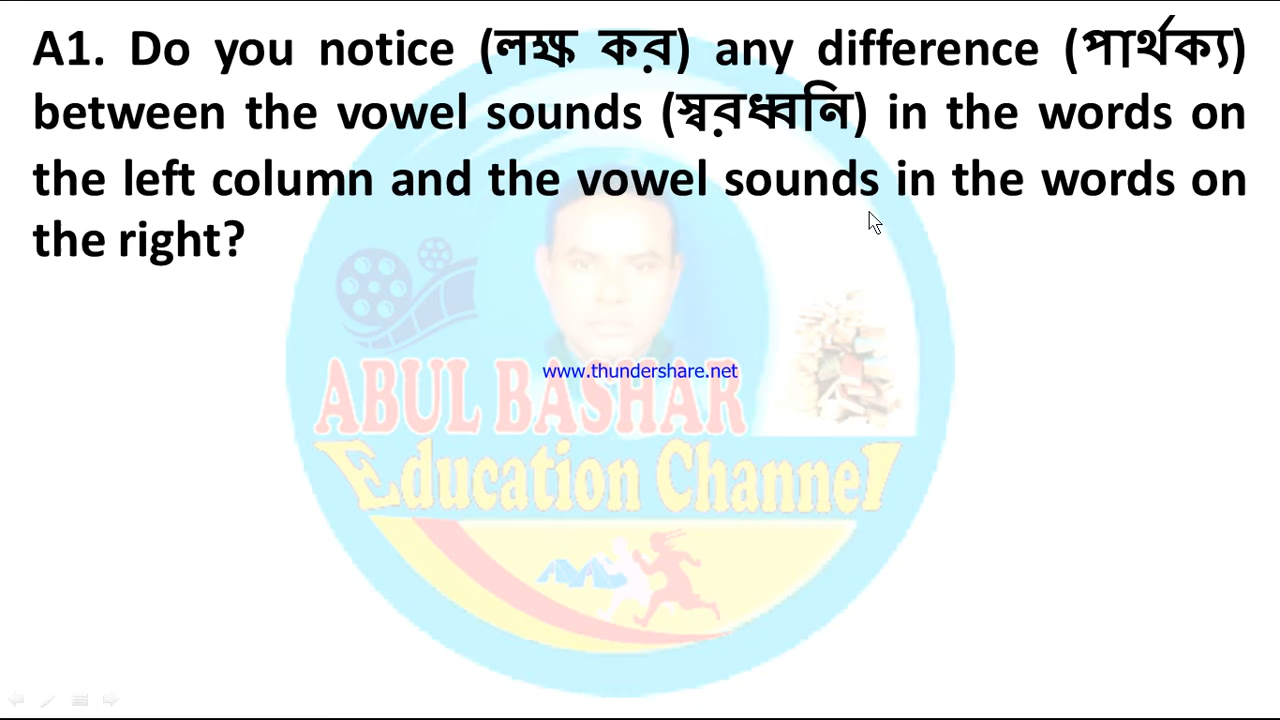 A1. Do you notice (লক্ষ কর) any difference (পার্থক্য)
between the vowel sounds (স্বরধ্বনি) in the words on
the left column and the vowel sounds in the words on
the right?
www.thundershare.net
ABUL BASHAR
Education Channel